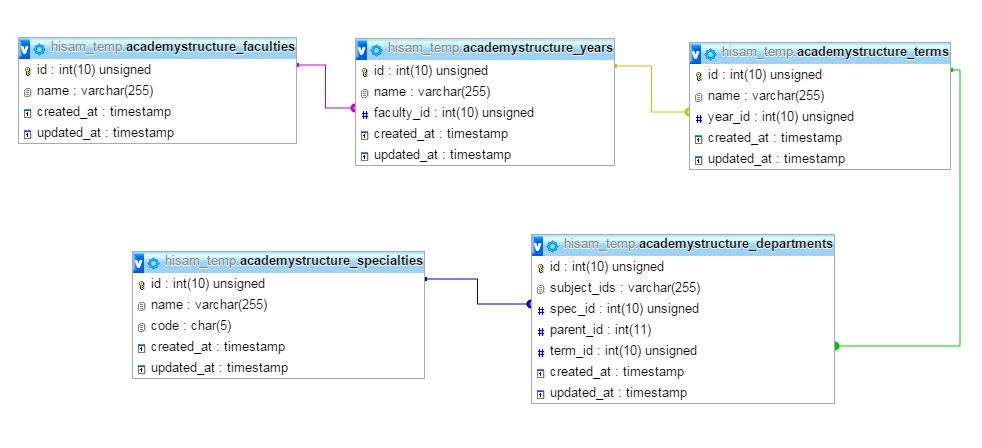 hisam_temp.academystructure_faculties
id : int(10) unsigned
name : varchar(255)
created_at : timestamp
updated_at : timestamp
hisam_temp.academystructure_years
id : int(10) unsigned
name : varchar(255)
faculty_id : int(10) unsigned
created_at : timestamp
updated_at : timestamp
hisam_temp.academystructure_terms
id : int(10) unsigned
name : varchar(255)
year_id : int(10) unsigned
created_at : timestamp
updated_at : timestamp
hisam_temp.academystructure_specialties
id : int(10) unsigned
name : varchar(255)
code : char(5)
created_at : timestamp
updated_at : timestamp
hisam_temp.academystructure_departments
id : int(10) unsigned
subject_ids : varchar(255)
spec_id : int(10) unsigned
parent_id : int(11)
term_id : int(10) unsigned
created_at : timestamp
updated_at : timestamp